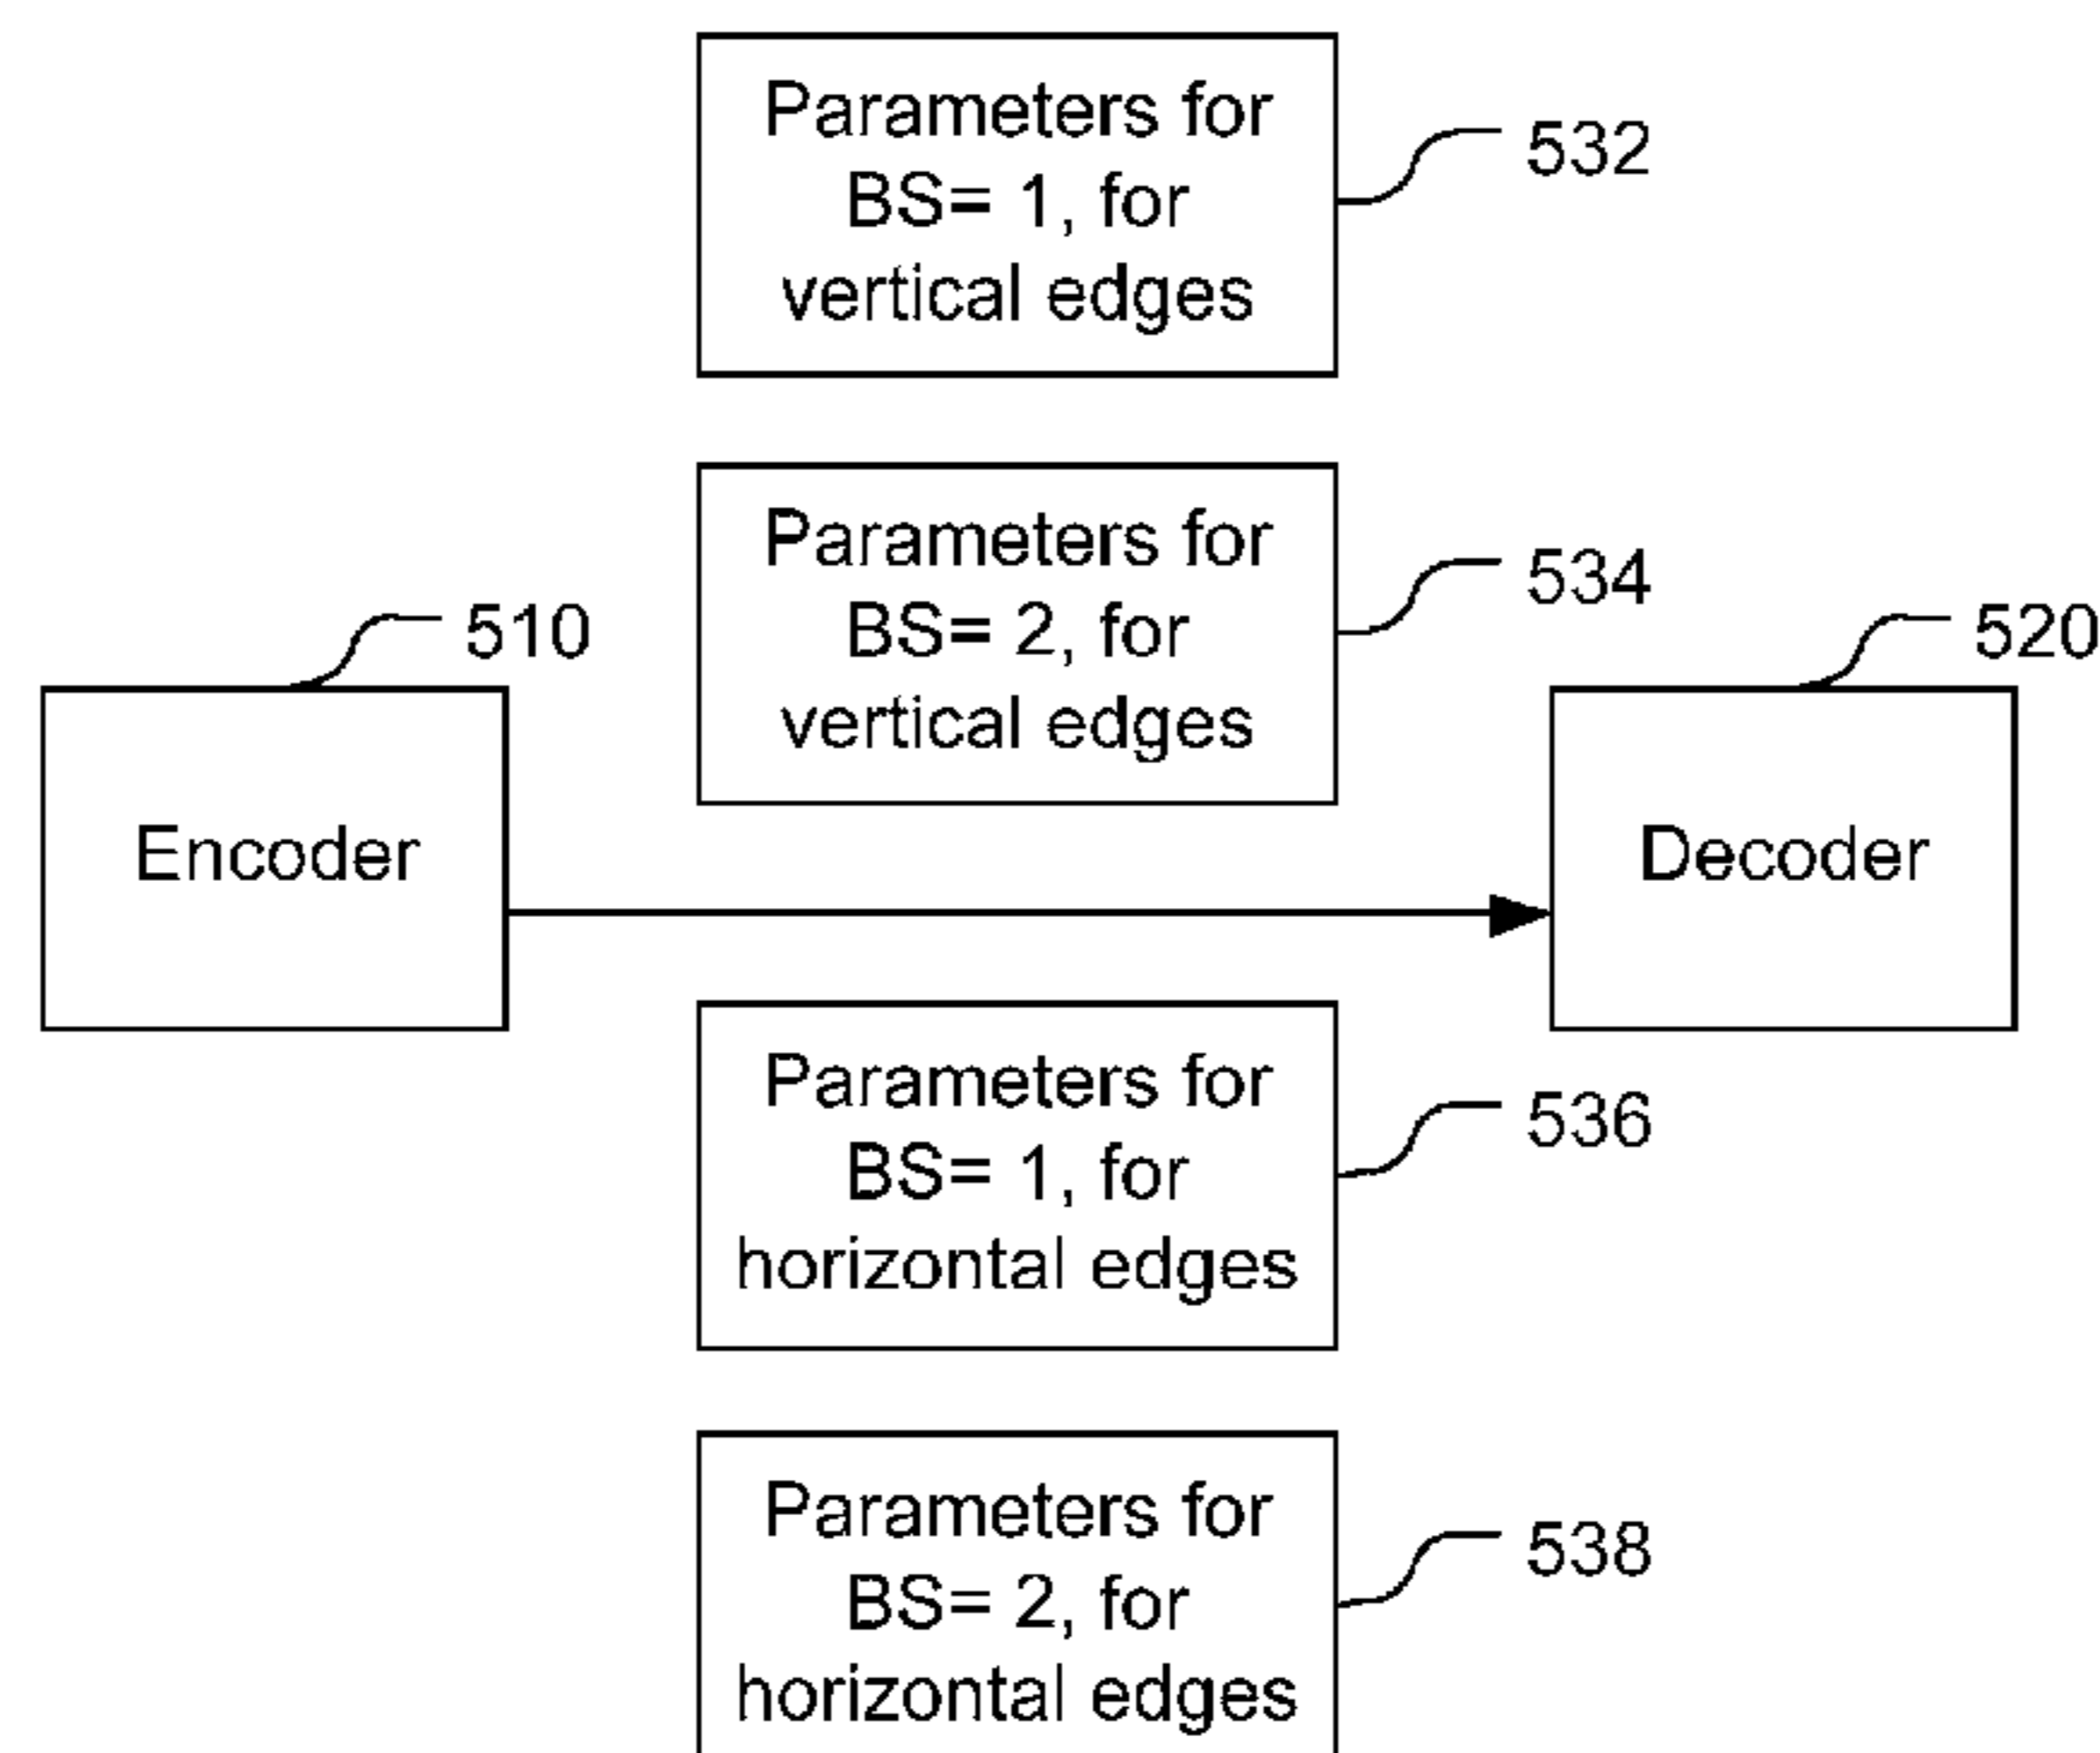 Parameters for
BS= 1, for
vertical edges
532
Parameters for
BS= 2, for
vertical edges
534
510
520
Encoder
Decoder
Parameters for
BS= 1, for
horizontal edges
536
Parameters for
BS= 2, for
horizontal edges
538